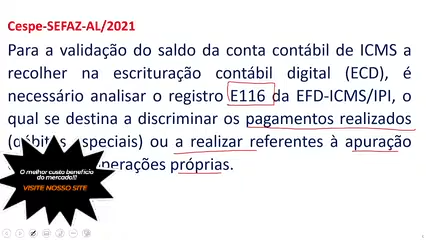 Cespe-SEFAZ-AL/2021
Para a validação do saldo da conta contábil de ICMS a
recolher na escrituração contábil digital (ECD), é
necessário analisar o registro E116 da EFD-ICMS/IPI, o
qual se destina a discriminar os pagamentos realizados
ou a realizar referentes à apuração
próprias.
O melhor custo benefício
do mercado!!!
VISITE NOSSO SITE